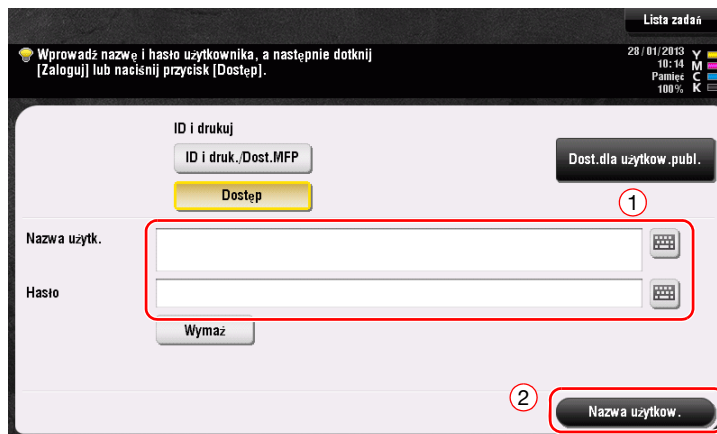 Lista zadań
Wprowadź nazwę i hasło użytkownika, a następnie dotknij
[Zaloguj] lub naciśnij przycisk [Dostęp].
28/01/2013
10:14
Pamięć
100%
Y
M
C
K
ID i drukuj
ID i druk./Dost.MFP
Dost.dla użytkow.publ.
Dostęp
1
Nazwa użytk.
Hasło
Wymaż
2
Nazwa użytkow.